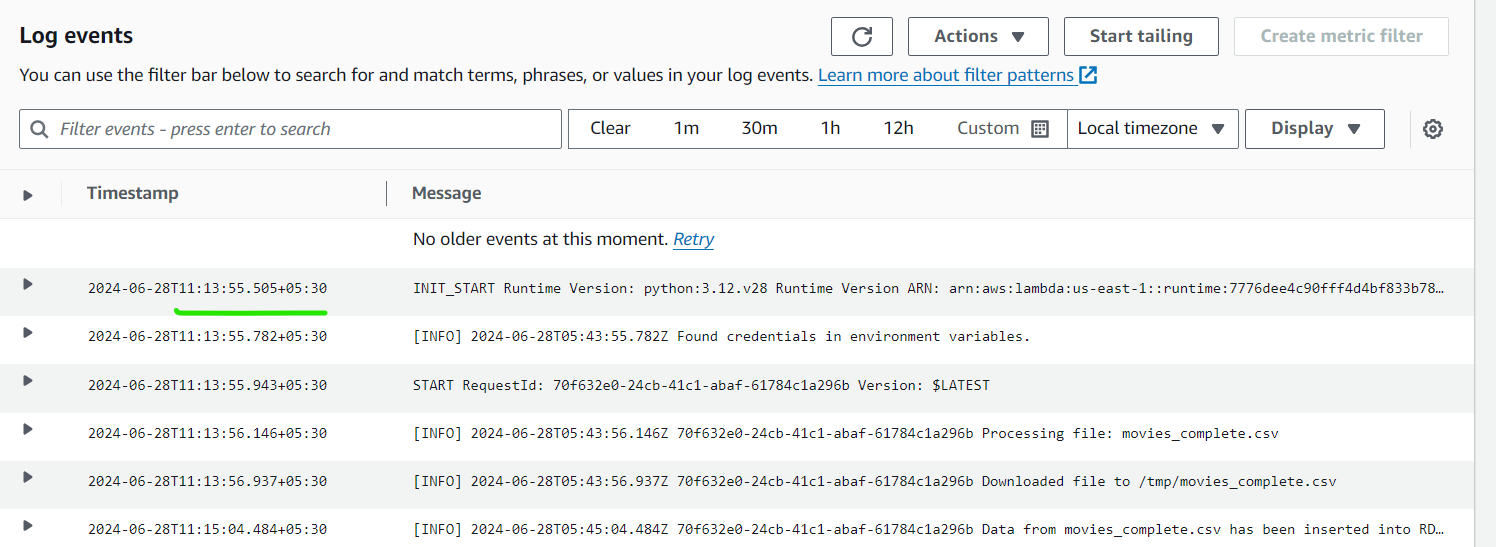 Log events
Actions
Start tailing
Create metric filter
You can use the filter bar below to search for and match terms, phrases, or values in your log events. Learn more about filter patterns
Filter events - press enter to search
Clear 1m 30m 1h 12h Custom Local timezone Display
Timestamp Message
No older events at this moment. Retry
2024-06-28T11:13:55.505+05:30 INIT_START Runtime Version: python:3.12.v28 Runtime Version ARN: arn:aws:lambda:us-east-1::runtime:7776dee4c90fff4d4bf833b78…
2024-06-28T11:13:55.782+05:30 [INFO] 2024-06-28T05:43:55.782Z Found credentials in environment variables.
2024-06-28T11:13:55.943+05:30 START RequestId: 70f632e0-24cb-41c1-abaf-61784c1a296b Version: $LATEST
2024-06-28T11:13:56.146+05:30 [INFO] 2024-06-28T05:43:56.146Z 70f632e0-24cb-41c1-abaf-61784c1a296b Processing file: movies_complete.csv
2024-06-28T11:13:56.937+05:30 [INFO] 2024-06-28T05:43:56.937Z 70f632e0-24cb-41c1-abaf-61784c1a296b Downloaded file to /tmp/movies_complete.csv
2024-06-28T11:15:04.484+05:30 [INFO] 2024-06-28T05:45:04.484Z 70f632e0-24cb-41c1-abaf-61784c1a296b Data from movies_complete.csv has been inserted into RD…